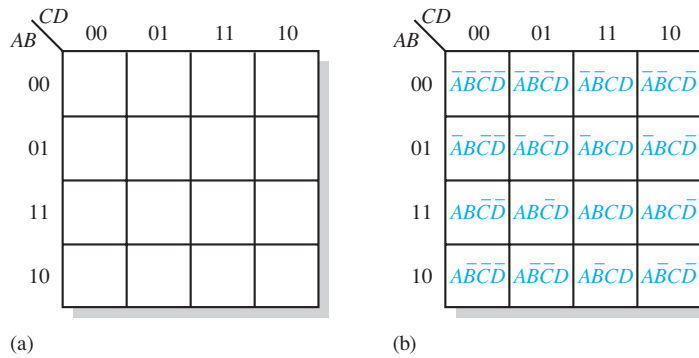 CD
AB 00 01 11 10
00
01
11
10
(a)
CD
AB 00 01 11 10
00 A̅B̅C̅D̅ A̅B̅C̅D A̅B̅CD A̅B̅CD̅
01 A̅BC̅D̅ A̅BC̅D A̅BCD A̅BCD̅
11 ABC̅D̅ ABC̅D ABCD ABCD̅
10 AB̅C̅D̅ AB̅C̅D AB̅CD AB̅CD̅
(b)